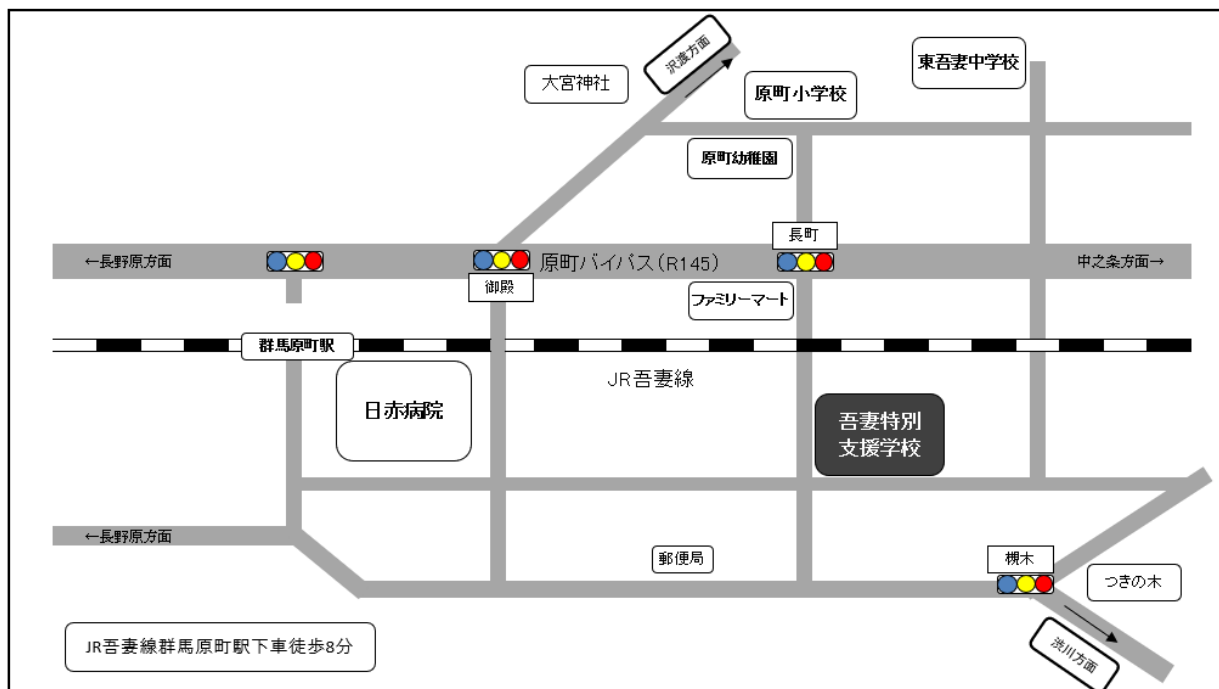 沢渡方面
東吾妻中学校
大宮神社
原町小学校
原町幼稚園
長町
←長野原方面
原町バイパス(R145)
中之条方面→
御殿
ファミリーマート
群馬原町駅
JR吾妻線
日赤病院
吾妻特別
支援学校
←長野原方面
郵便局
槻木
つきの木
JR吾妻線群馬原町駅下車徒歩8分
渋川方面